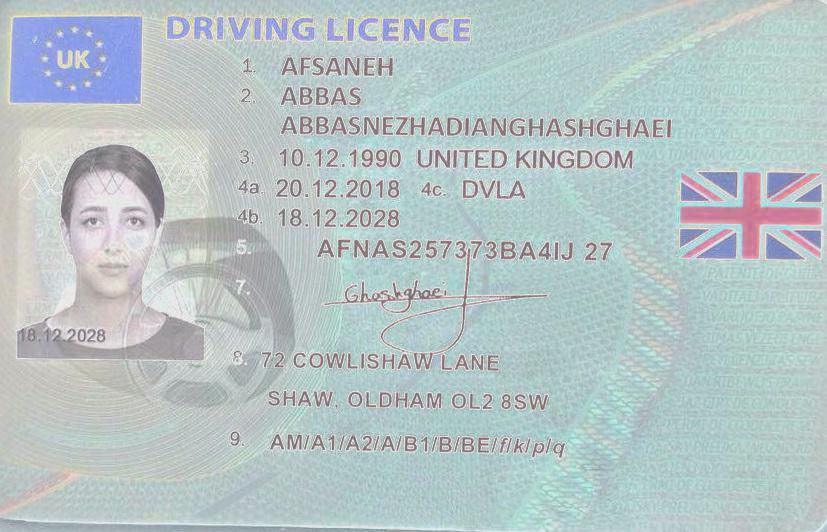 UK
DRIVING LICENCE
1. AFSANEH
2. ABBAS
ABBASNEZHADIANGHASHGHAEI
3. 10.12.1990 UNITED KINGDOM
4a. 20.12.2018 4c. DVLA
4b. 18.12.2028
5. AFNAS257373BA4IJ 27
7. Ghashghaei
18.12.2028
8. 72 COWLISHAW LANE
SHAW, OLDHAM OL2 8SW
9. AM/A1/A2/A/B1/B/BE/f/k/p/q